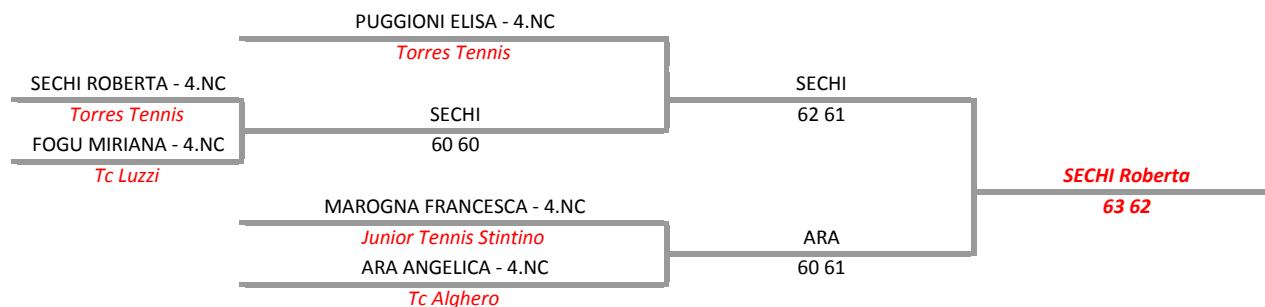 PUGGIONI ELISA - 4.NC
Torres Tennis
SECHI ROBERTA - 4.NC
Torres Tennis
FOGU MIRIANA - 4.NC
Tc Luzzi
SECHI
60 60
SECHI
62 61
MAROGNA FRANCESCA - 4.NC
Junior Tennis Stintino
ARA ANGELICA - 4.NC
Tc Alghero
ARA
60 61
SECHI Roberta
63 62